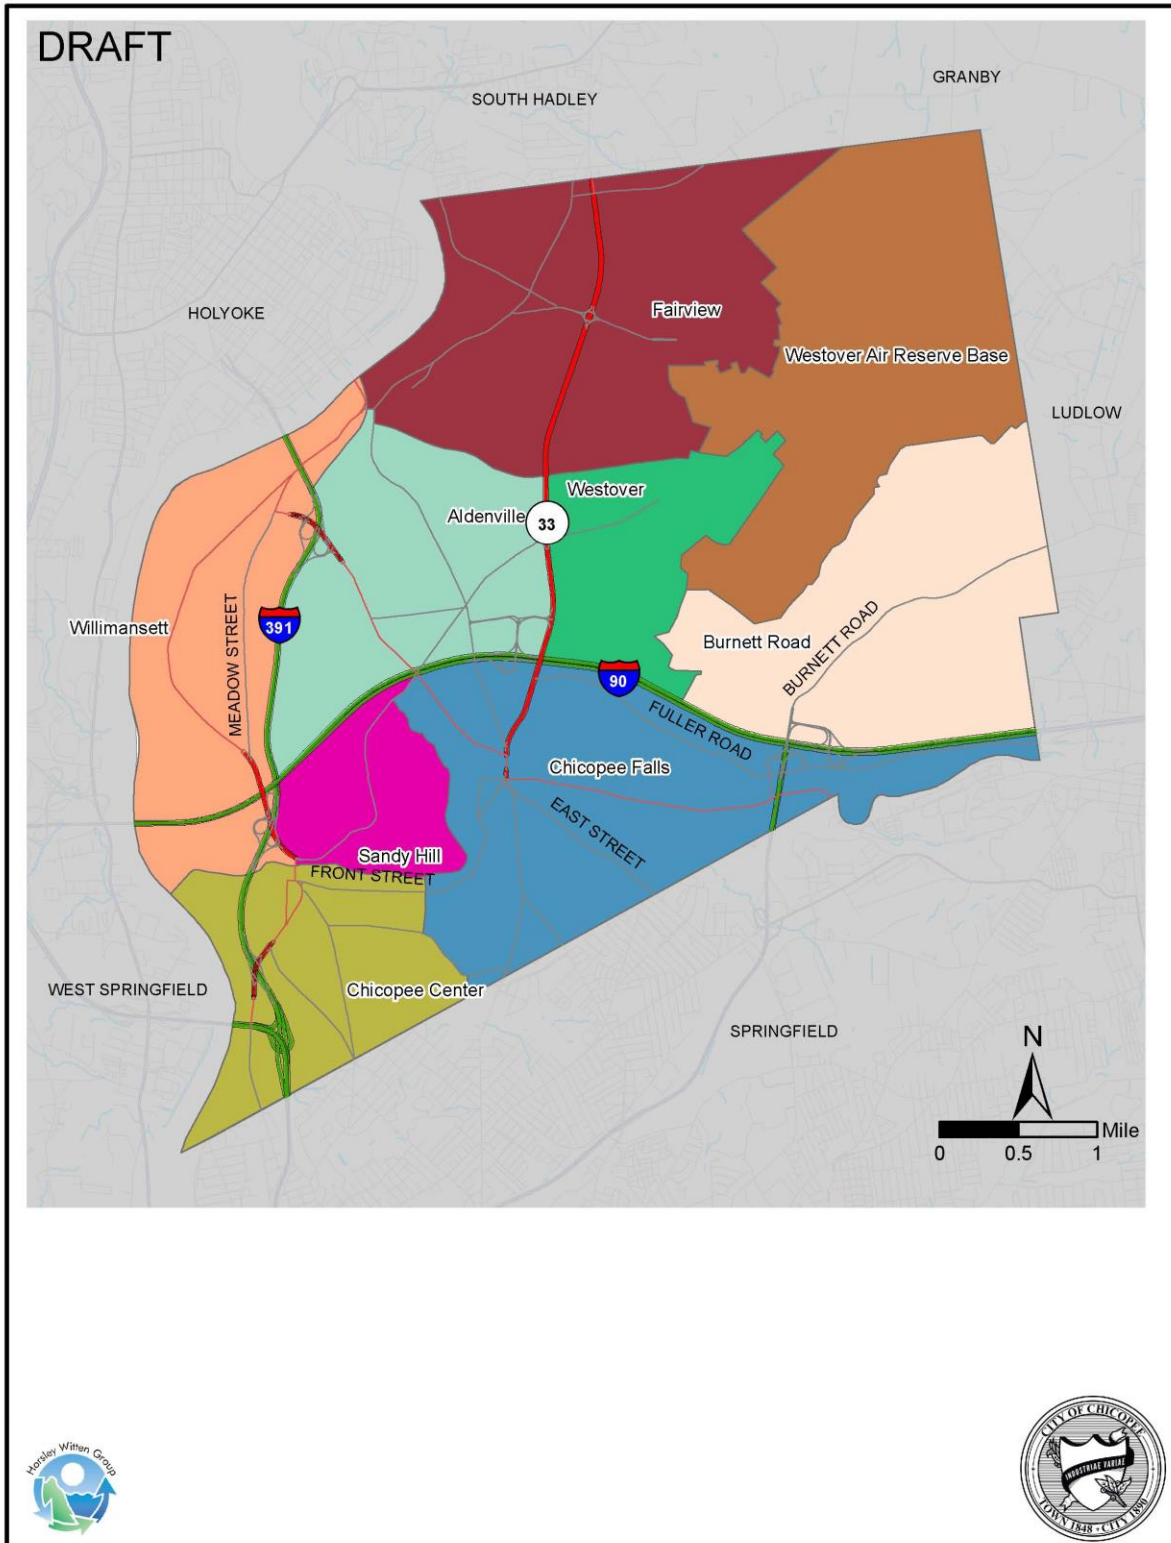 DRAFT
GRANBY
SOUTH HADLEY
HOLYOKE
Fairview
Westover Air Reserve Base
LUDLOW
Westover
Aldenville
33
Willimansett
MEADOW STREET
391
Burnett Road
BURNETT ROAD
90
FULLER ROAD
Chicopee Falls
EAST STREET
Sandy Hill
FRONT STREET
Chicopee Center
WEST SPRINGFIELD
SPRINGFIELD
N
Mile
0 0.5 1
Horsley Witten Group
CITY OF CHICOPEE
INDUSTRIAE VARIAE
TOWN 1848 • CITY 1890